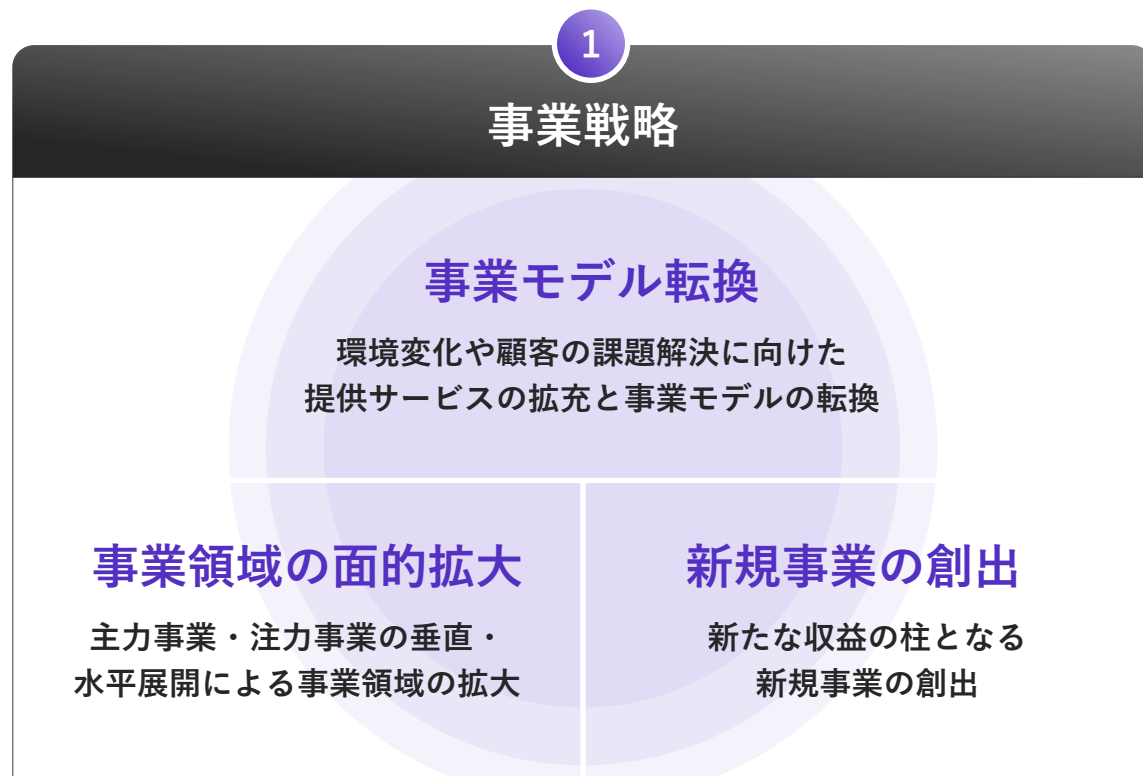 1
事業戦略
事業モデル転換
環境変化や顧客の課題解決に向けた
提供サービスの拡充と事業モデルの転換
事業領域の面的拡大
主力事業・注力事業の垂直・
水平展開による事業領域の拡大
新規事業の創出
新たな収益の柱となる
新規事業の創出